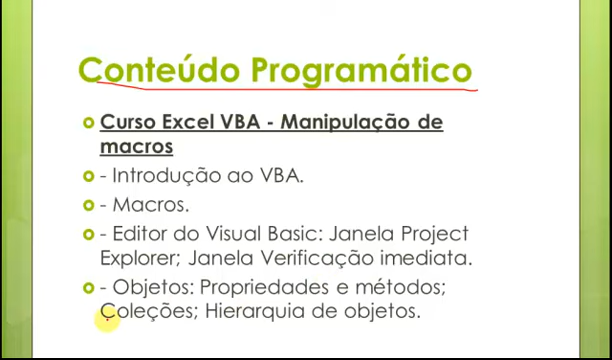 Conteúdo Programático
Curso Excel VBA - Manipulação de
macros
- Introdução ao VBA.
- Macros.
- Editor do Visual Basic: Janela Project
Explorer; Janela Verificação imediata.
- Objetos: Propriedades e métodos;
Coleções; Hierarquia de objetos.